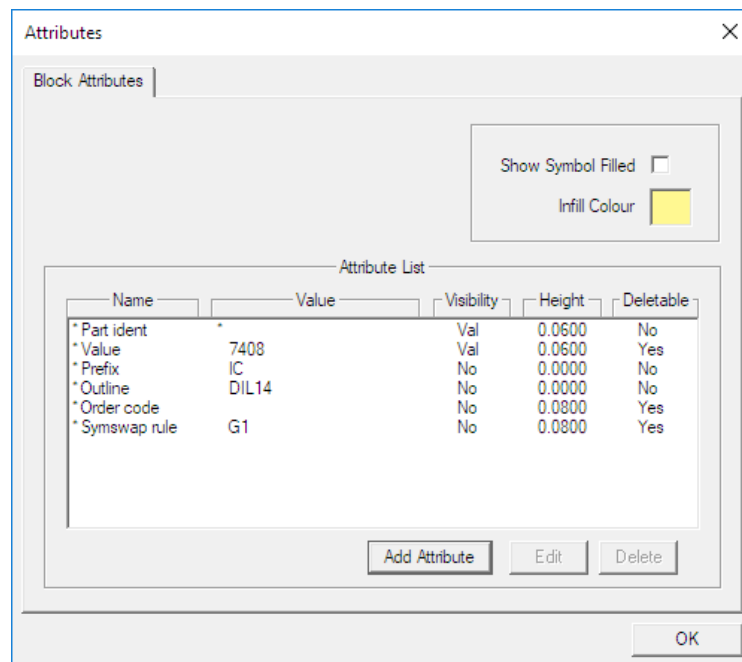 Attributes
Block Attributes
Show Symbol Filled
Infill Colour
Attribute List
Name Value Visibility Height Deletable
* Part ident * Val 0.0600 No
* Value 7408 Val 0.0600 Yes
* Prefix IC No 0.0000 No
* Outline DIL14 No 0.0000 No
* Order code No 0.0800 Yes
* Symswap rule G1 No 0.0800 Yes
Add Attribute Edit Delete
OK